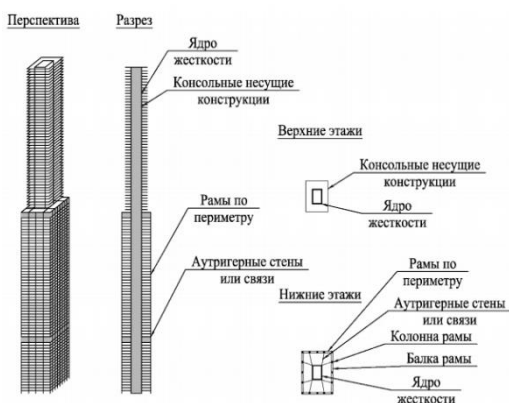 Перспектива
Разрез
Ядро
жесткости
Консольные несущие
конструкции
Рамы по
периметру
Аутригерные стены
или связи
Верхние этажи
Консольные несущие
конструкции
Ядро
жесткости
Нижние этажи
Рамы по
периметру
Аутригерные стены
или связи
Колонна рамы
Балка рамы
Ядро
жесткости